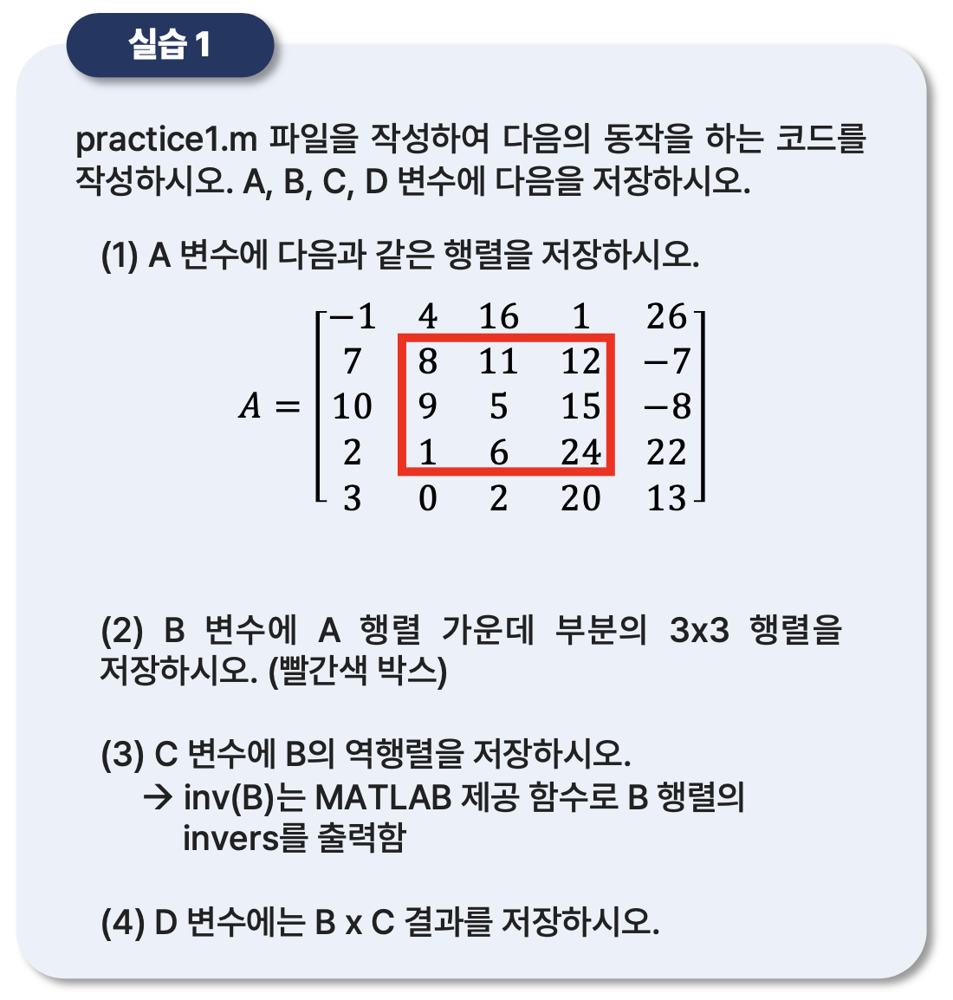 실습 1
practice1.m 파일을 작성하여 다음의 동작을 하는 코드를
작성하시오. A, B, C, D 변수에 다음을 저장하시오.
(1) A 변수에 다음과 같은 행렬을 저장하시오.
−1 4 16 1 26
7 8 11 12 −7
A = 10 9 5 15 −8
2 1 6 24 22
3 0 2 20 13
(2) B 변수에 A 행렬 가운데 부분의 3x3 행렬을
저장하시오. (빨간색 박스)
(3) C 변수에 B의 역행렬을 저장하시오.
→ inv(B)는 MATLAB 제공 함수로 B 행렬의
invers를 출력함
(4) D 변수에는 B x C 결과를 저장하시오.